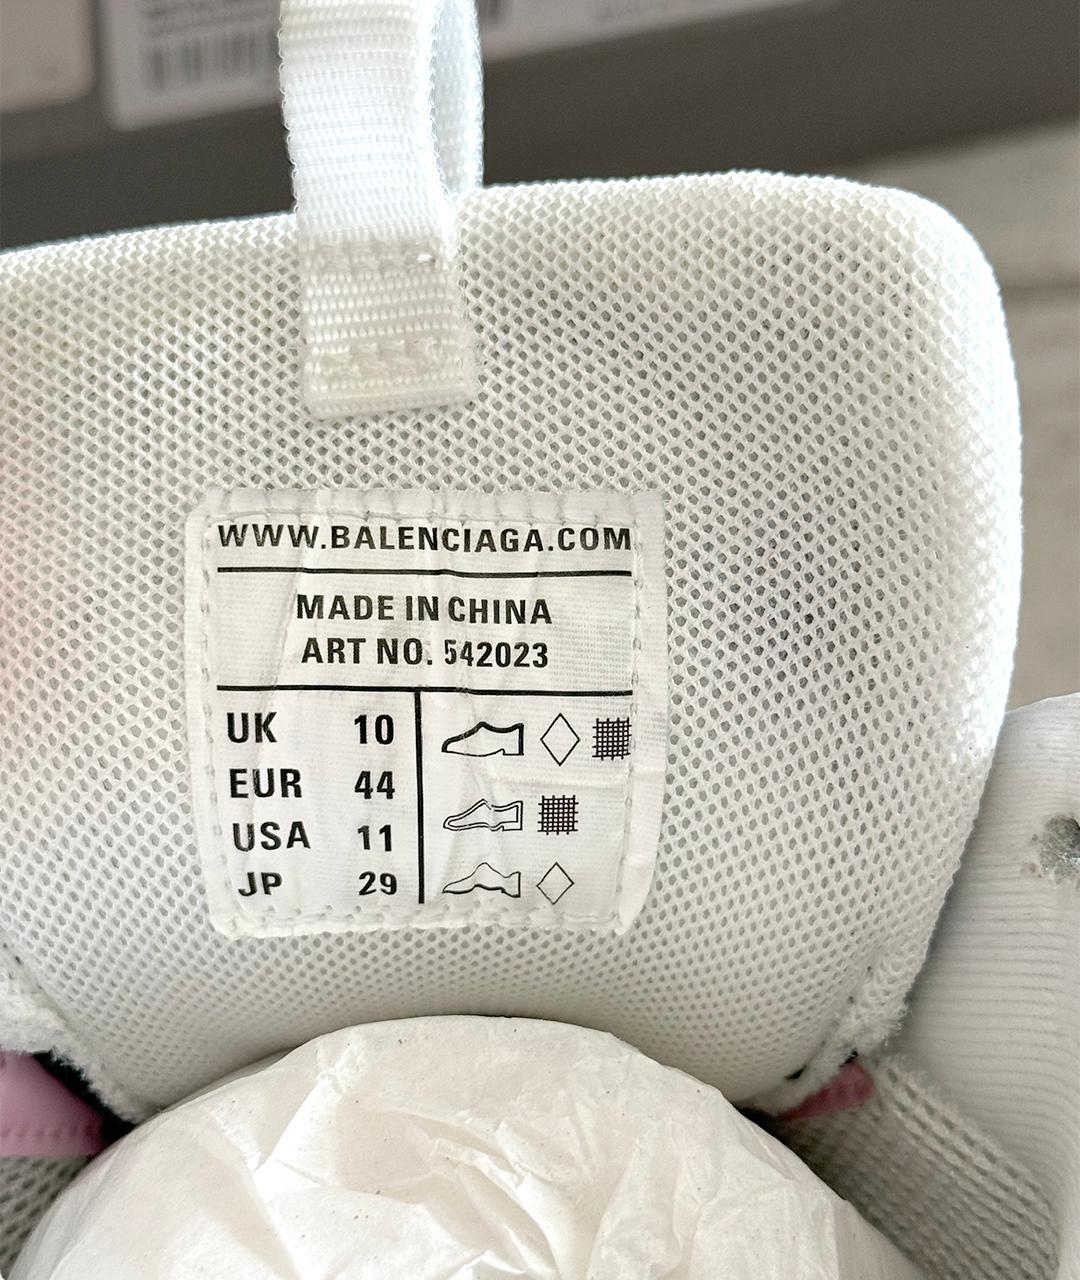 WWW.BALENCIAGA.COM
MADE IN CHINA
ART NO. 542023
UK 10
EUR 44
USA 11
JP 29